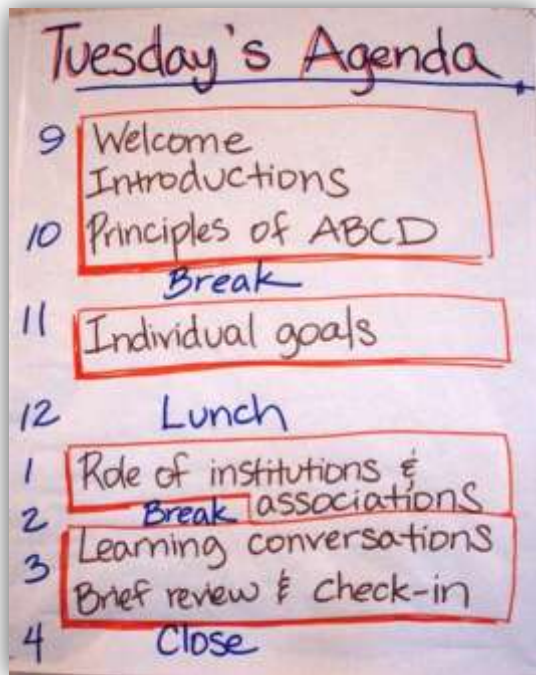 Tuesday's Agenda
9 Welcome
Introductions
10 Principles of ABCD
Break
11 Individual goals
12 Lunch
1 Role of institutions &
2 Break associations
Learning conversations
3 Brief review & check-in
4 Close